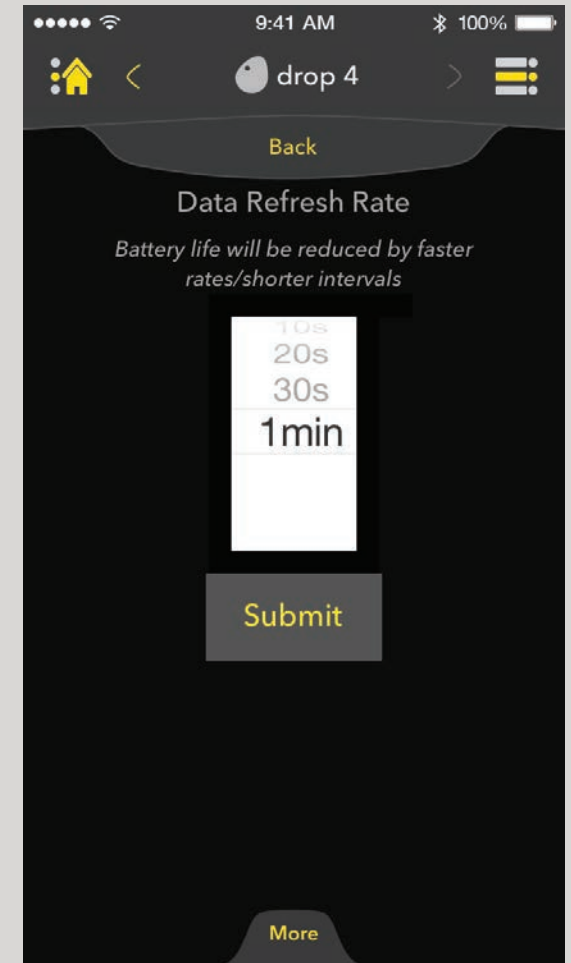 9:41 AM
100%
drop 4
Back
Data Refresh Rate
Battery life will be reduced by faster
rates/shorter intervals
10s
20s
30s
1min
Submit
More